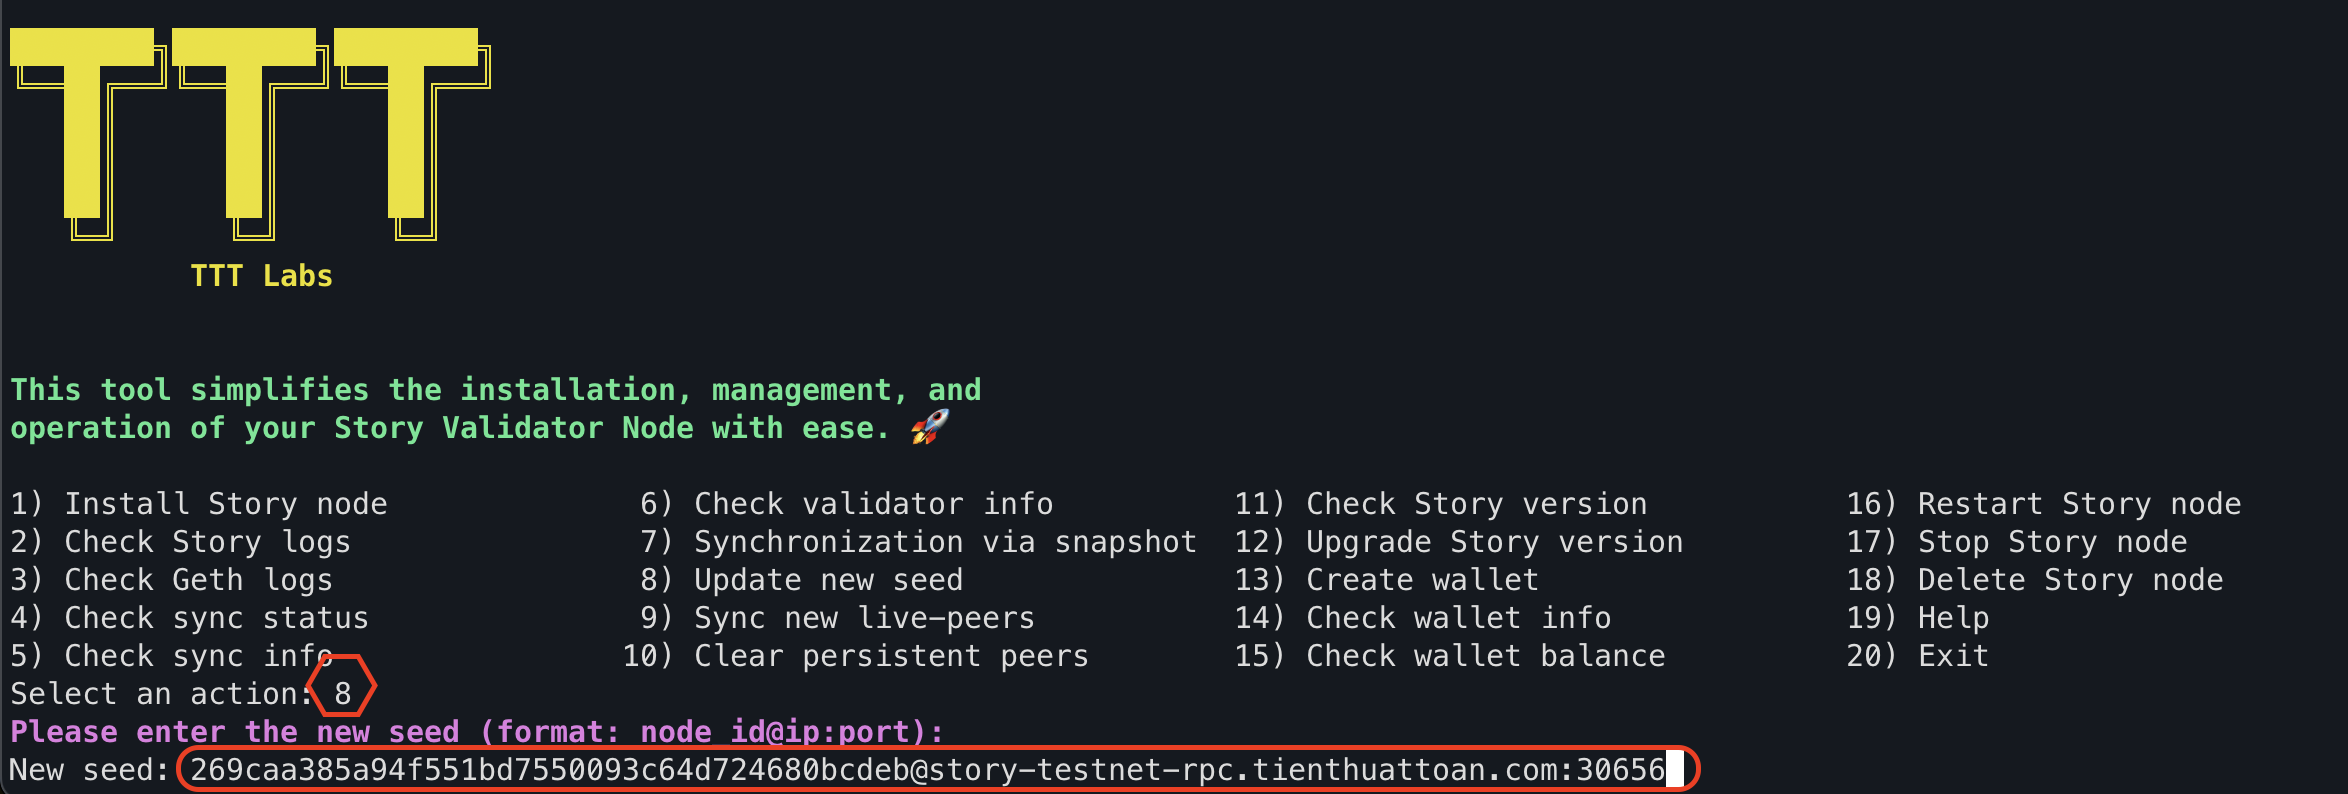 TTT
TTT Labs
This tool simplifies the installation, management, and
operation of your Story Validator Node with ease. 🚀
1) Install Story node 6) Check validator info 11) Check Story version 16) Restart Story node
2) Check Story logs 7) Synchronization via snapshot 12) Upgrade Story version 17) Stop Story node
3) Check Geth logs 8) Update new seed 13) Create wallet 18) Delete Story node
4) Check sync status 9) Sync new live-peers 14) Check wallet info 19) Help
5) Check sync info 10) Clear persistent peers 15) Check wallet balance 20) Exit
Select an action: 8
Please enter the new seed (format: node_id@ip:port):
New seed: 269caa385a94f551bd7550093c64d724680bcdeb@story-testnet-rpc.tienthuattoan.com:30656